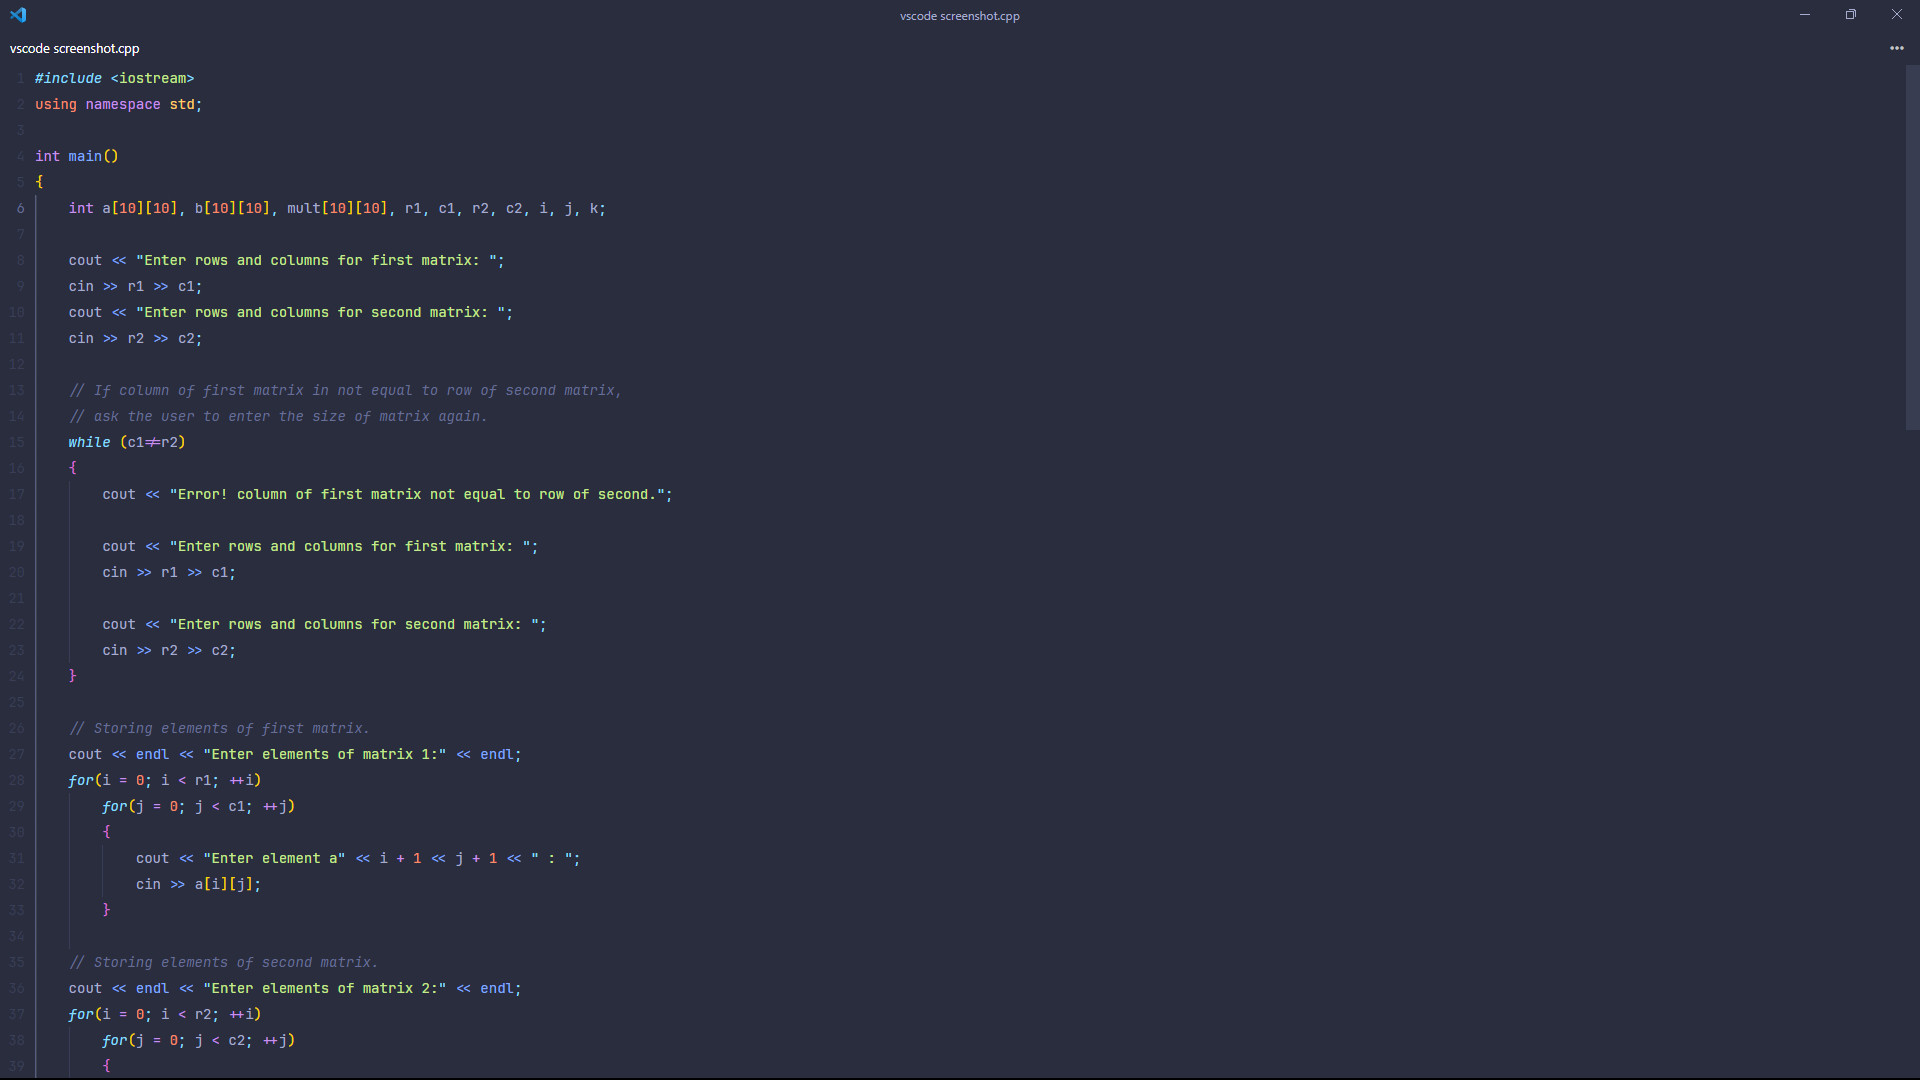 vscode screenshot.cpp
vscode screenshot.cpp
1 #include <iostream>
2 using namespace std;
3
4 int main()
5 {
6     int a[10][10], b[10][10], mult[10][10], r1, c1, r2, c2, i, j, k;
7
8     cout << "Enter rows and columns for first matrix: ";
9     cin >> r1 >> c1;
10     cout << "Enter rows and columns for second matrix: ";
11     cin >> r2 >> c2;
12
13     // If column of first matrix in not equal to row of second matrix,
14     // ask the user to enter the size of matrix again.
15     while (c1!=r2)
16     {
17         cout << "Error! column of first matrix not equal to row of second.";
18
19         cout << "Enter rows and columns for first matrix: ";
20         cin >> r1 >> c1;
21
22         cout << "Enter rows and columns for second matrix: ";
23         cin >> r2 >> c2;
24     }
25
26     // Storing elements of first matrix.
27     cout << endl << "Enter elements of matrix 1:" << endl;
28     for(i = 0; i < r1; ++i)
29         for(j = 0; j < c1; ++j)
30         {
31             cout << "Enter element a" << i + 1 << j + 1 << " : ";
32             cin >> a[i][j];
33         }
34
35     // Storing elements of second matrix.
36     cout << endl << "Enter elements of matrix 2:" << endl;
37     for(i = 0; i < r2; ++i)
38         for(j = 0; j < c2; ++j)
39         {